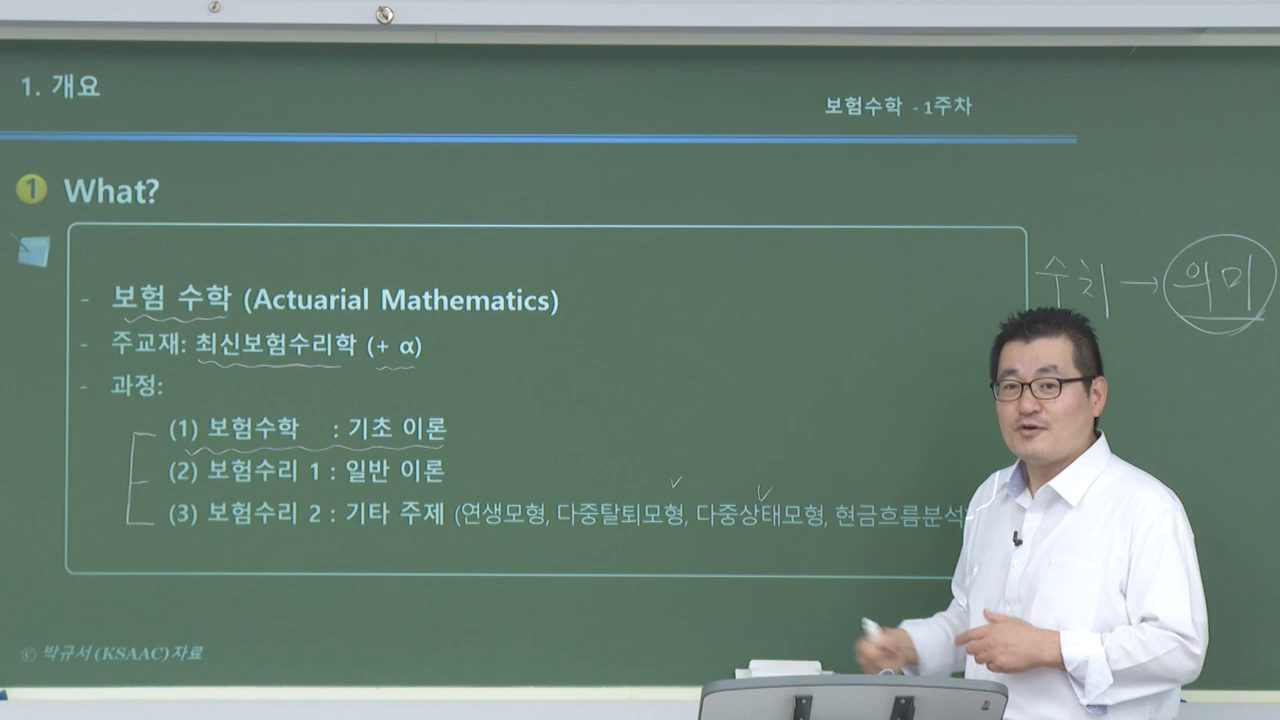 1. 개요
보험수학 - 1주차
1 What?
수치 → 의미
- 보험 수학 (Actuarial Mathematics)
- 주교재: 최신보험수리학 (+ α)
- 과정:
(1) 보험수학 : 기초 이론
(2) 보험수리 1 : 일반 이론
(3) 보험수리 2 : 기타 주제 (연생모형, 다중탈퇴모형, 다중상태모형, 현금흐름분석
© 박규서 (KSAAC) 자료